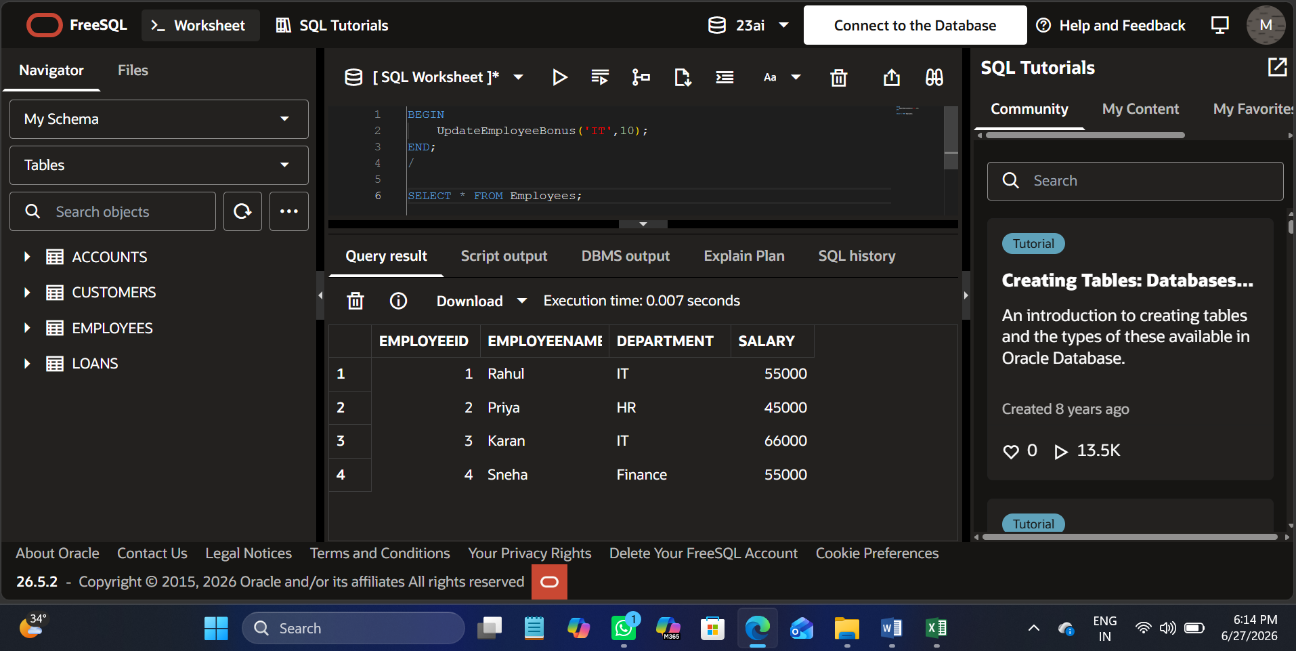 FreeSQL
>_ Worksheet
SQL Tutorials
23ai
Connect to the Database
Help and Feedback
M
Navigator
Files
My Schema
Tables
Search objects
ACCOUNTS
CUSTOMERS
EMPLOYEES
LOANS
[ SQL Worksheet ]*
Aa
1 BEGIN
2 UpdateEmployeeBonus('IT',10);
3 END;
4 /
5
6 SELECT * FROM Employees;
Query result Script output DBMS output Explain Plan SQL history
Download Execution time: 0.007 seconds
EMPLOYEEID EMPLOYEENAME DEPARTMENT SALARY
1 1 Rahul IT 55000
2 2 Priya HR 45000
3 3 Karan IT 66000
4 4 Sneha Finance 55000
SQL Tutorials
Community My Content My Favorites
Search
Tutorial
Creating Tables: Databases...
An introduction to creating tables
and the types of these available in
Oracle Database.
Created 8 years ago
0 13.5K
Tutorial
About Oracle Contact Us Legal Notices Terms and Conditions Your Privacy Rights Delete Your FreeSQL Account Cookie Preferences
26.5.2 - Copyright © 2015, 2026 Oracle and/or its affiliates All rights reserved
34°
Search
1
M365
ENG
IN
6:14 PM
6/27/2026